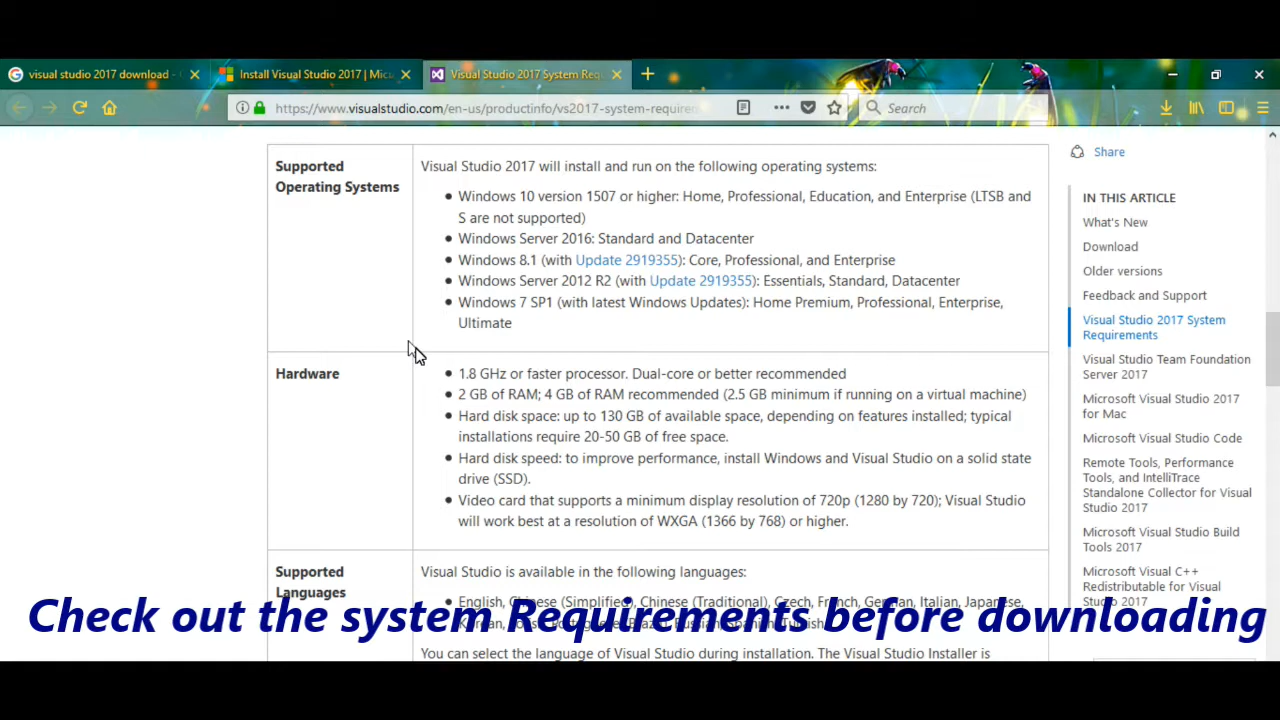 visual studio 2017 download -
Install Visual Studio 2017 | Micu
Visual Studio 2017 System Req
https://www.visualstudio.com/en-us/productinfo/vs2017-system-require
Search
Supported
Operating Systems
Visual Studio 2017 will install and run on the following operating systems:
Windows 10 version 1507 or higher: Home, Professional, Education, and Enterprise (LTSB and
S are not supported)
Windows Server 2016: Standard and Datacenter
Windows 8.1 (with Update 2919355): Core, Professional, and Enterprise
Windows Server 2012 R2 (with Update 2919355): Essentials, Standard, Datacenter
Windows 7 SP1 (with latest Windows Updates): Home Premium, Professional, Enterprise,
Ultimate
Hardware
1.8 GHz or faster processor. Dual-core or better recommended
2 GB of RAM; 4 GB of RAM recommended (2.5 GB minimum if running on a virtual machine)
Hard disk space: up to 130 GB of available space, depending on features installed; typical
installations require 20-50 GB of free space.
Hard disk speed: to improve performance, install Windows and Visual Studio on a solid state
drive (SSD).
Video card that supports a minimum display resolution of 720p (1280 by 720); Visual Studio
will work best at a resolution of WXGA (1366 by 768) or higher.
Supported
Languages
Visual Studio is available in the following languages:
English, Chinese (Simplified), Chinese (Traditional), Czech, French, German, Italian, Japanese,
You can select the language of Visual Studio during installation. The Visual Studio Installer is
Share
IN THIS ARTICLE
What's New
Download
Older versions
Feedback and Support
Visual Studio 2017 System
Requirements
Visual Studio Team Foundation
Server 2017
Microsoft Visual Studio 2017
for Mac
Microsoft Visual Studio Code
Remote Tools, Performance
Tools, and IntelliTrace
Standalone Collector for Visual
Studio 2017
Microsoft Visual Studio Build
Tools 2017
Microsoft Visual C++
Redistributable for Visual
Studio 2017
Check out the system Requirements before downloading